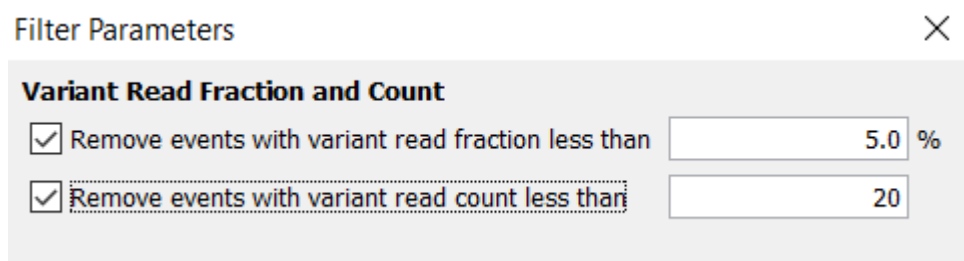 Filter Parameters
Variant Read Fraction and Count
Remove events with variant read fraction less than 5.0 %
Remove events with variant read count less than 20